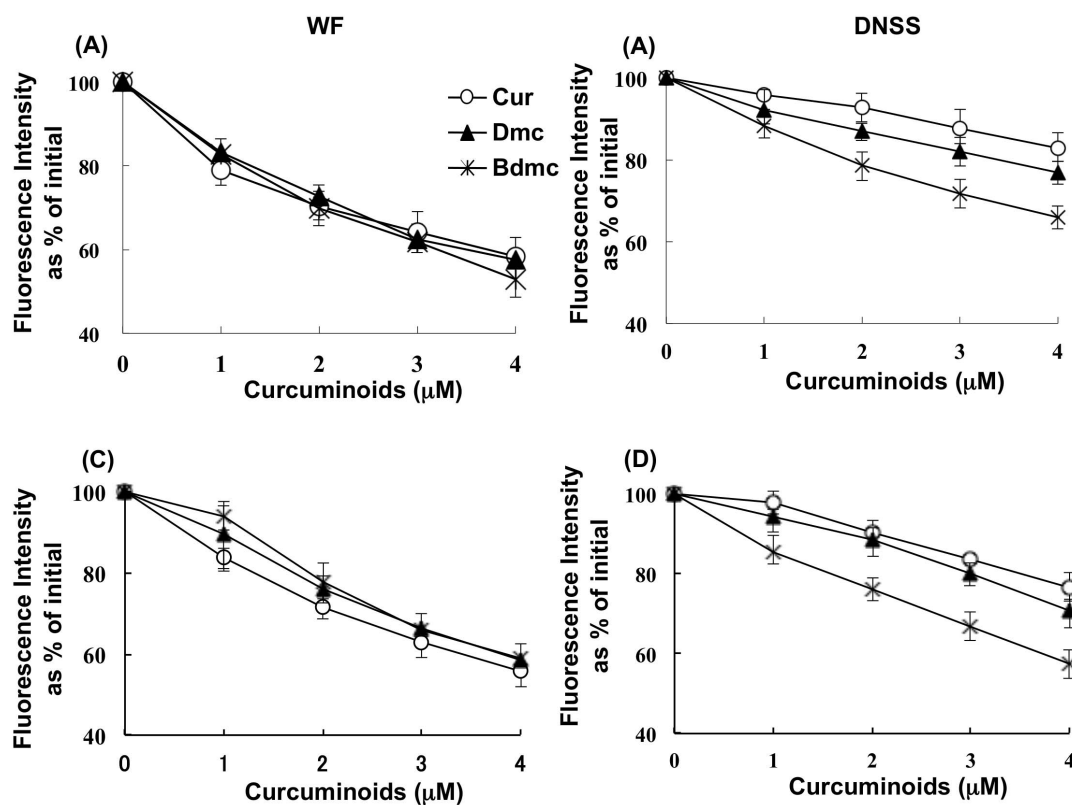 WF
DNSS
(A)
Fluorescence Intensity
as % of initial
100
80
60
40
Cur
Dmc
Bdmc
0 1 2 3 4
Curcuminoids (μM)
(A)
Fluorescence Intensity
as % of initial
100
80
60
40
0 1 2 3 4
Curcuminoids (μM)
(C)
Fluorescence Intensity
as % of initial
100
80
60
40
0 1 2 3 4
Curcuminoids (μM)
(D)
Fluorescence Intensity
as % of initial
100
80
60
40
0 1 2 3 4
Curcuminoids (μM)